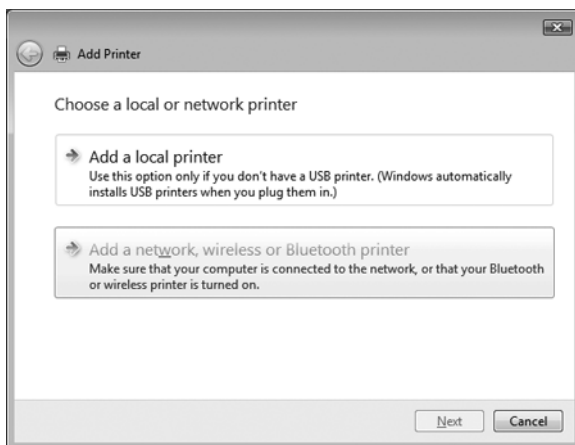 Add Printer
Choose a local or network printer
Add a local printer
Use this option only if you don't have a USB printer. (Windows automatically
installs USB printers when you plug them in.)
Add a network, wireless or Bluetooth printer
Make sure that your computer is connected to the network, or that your Bluetooth
or wireless printer is turned on.
Next Cancel